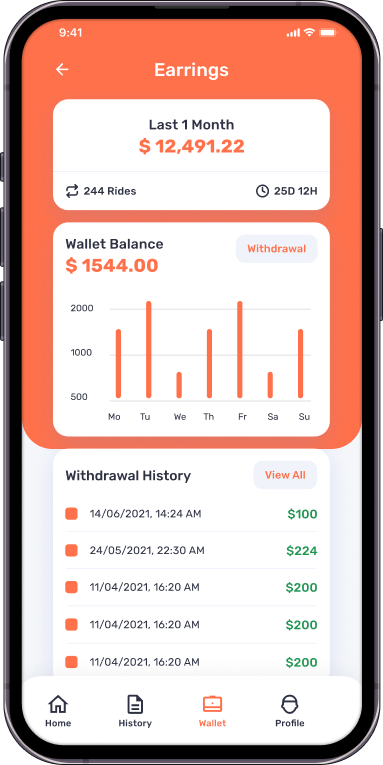 9:41
Earrings
Last 1 Month
$ 12,491.22
244 Rides 25D 12H
Wallet Balance
Withdrawal
$ 1544.00
2000
1000
500
Mo Tu We Th Fr Sa Su
Withdrawal History View All
14/06/2021, 14:24 AM $100
24/05/2021, 22:30 AM $224
11/04/2021, 16:20 AM $200
11/04/2021, 16:20 AM $200
11/04/2021, 16:20 AM $200
Home History Wallet Profile